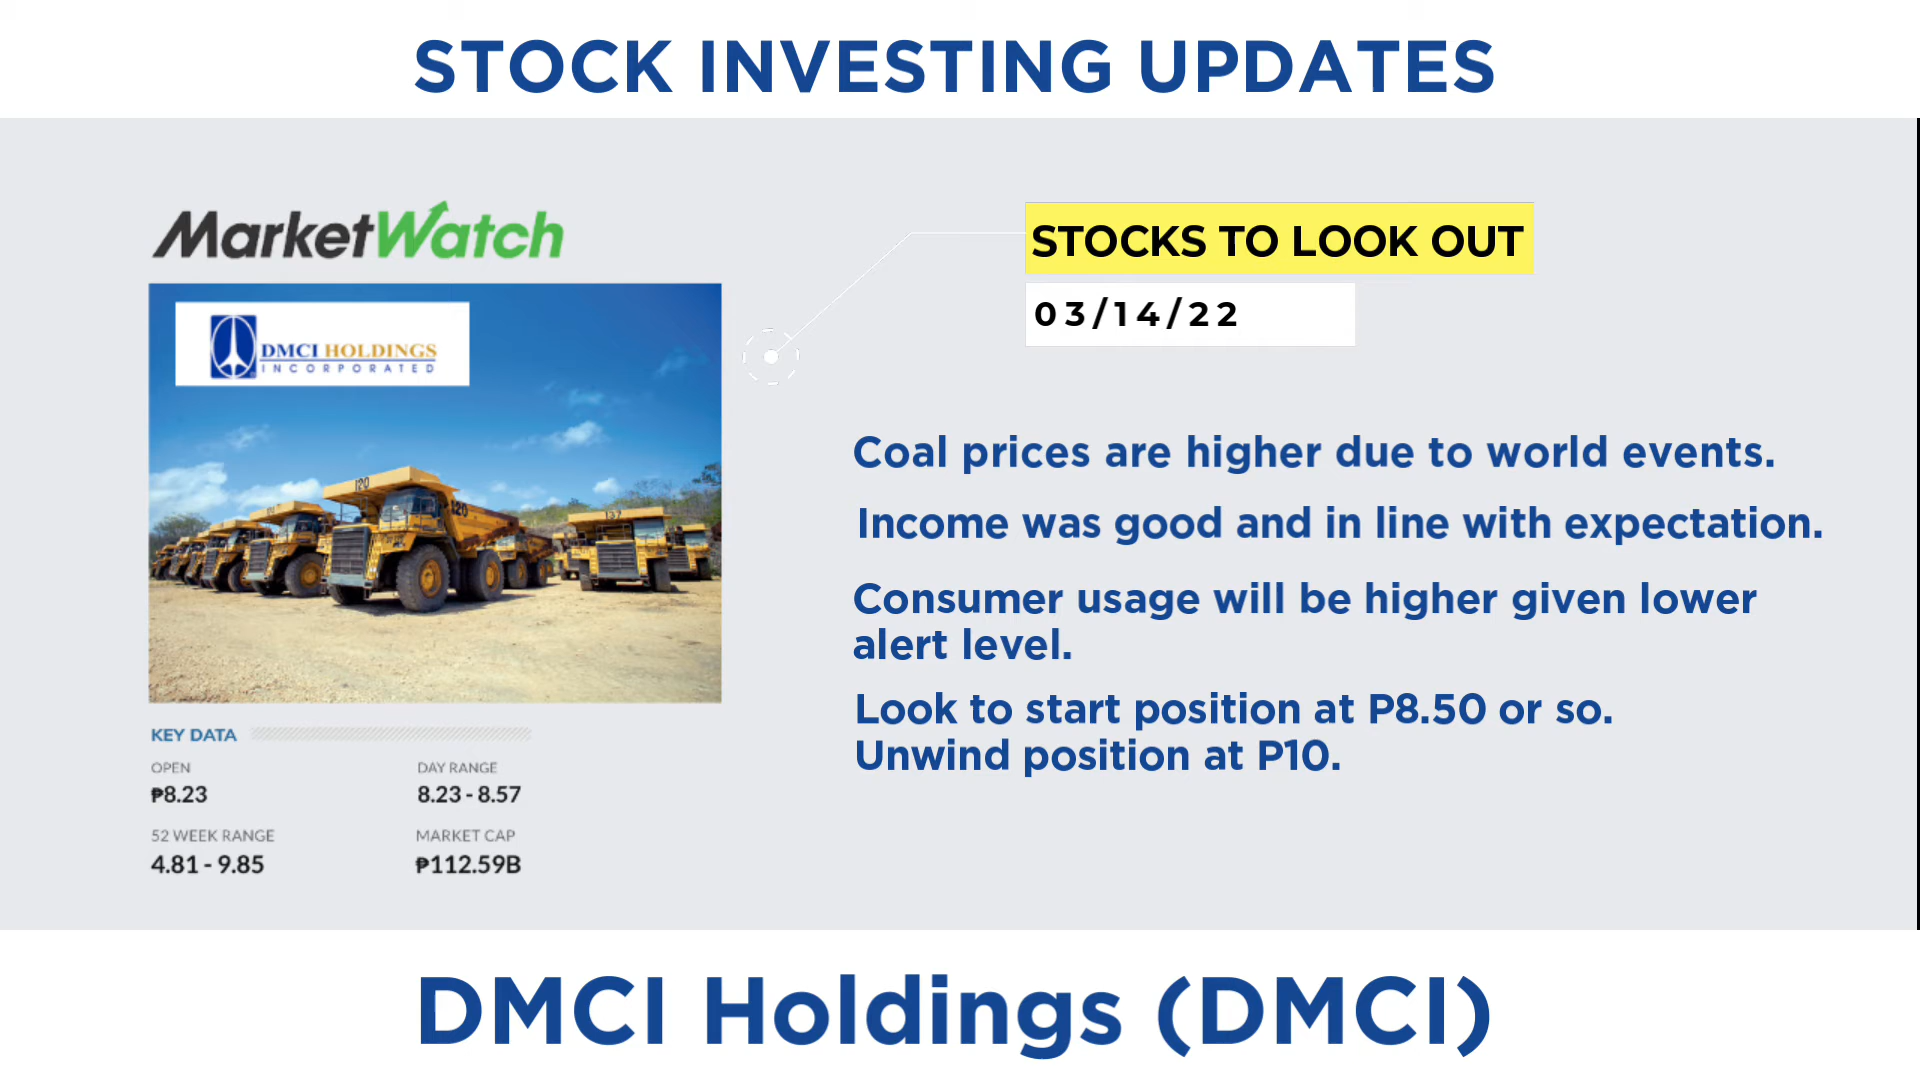 STOCK INVESTING UPDATES
MarketWatch
DMCI HOLDINGS
INCORPORATED
120
120
137
KEY DATA
OPEN
₱8.23
DAY RANGE
8.23 - 8.57
52 WEEK RANGE
4.81 - 9.85
MARKET CAP
₱112.59B
STOCKS TO LOOK OUT
03/14/22
Coal prices are higher due to world events.
Income was good and in line with expectation.
Consumer usage will be higher given lower
alert level.
Look to start position at P8.50 or so.
Unwind position at P10.
DMCI Holdings (DMCI)